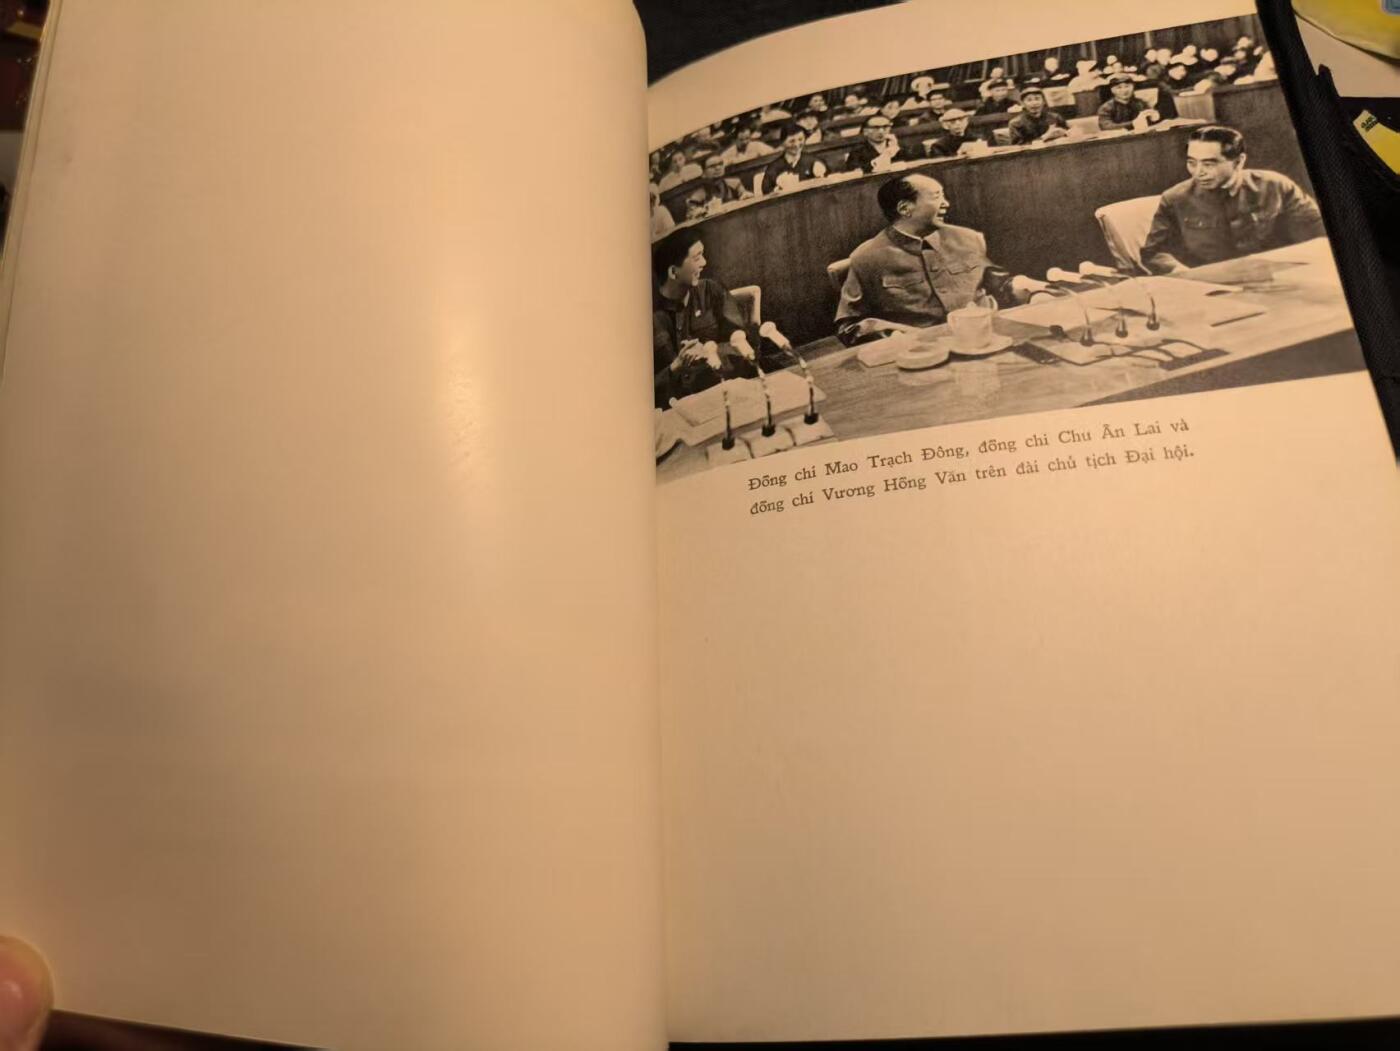 Đồng chí Mao Trạch Đông, đồng chí Chu Ân Lai và
đồng chí Vương Hồng Văn trên đài chủ tịch Đại hội.